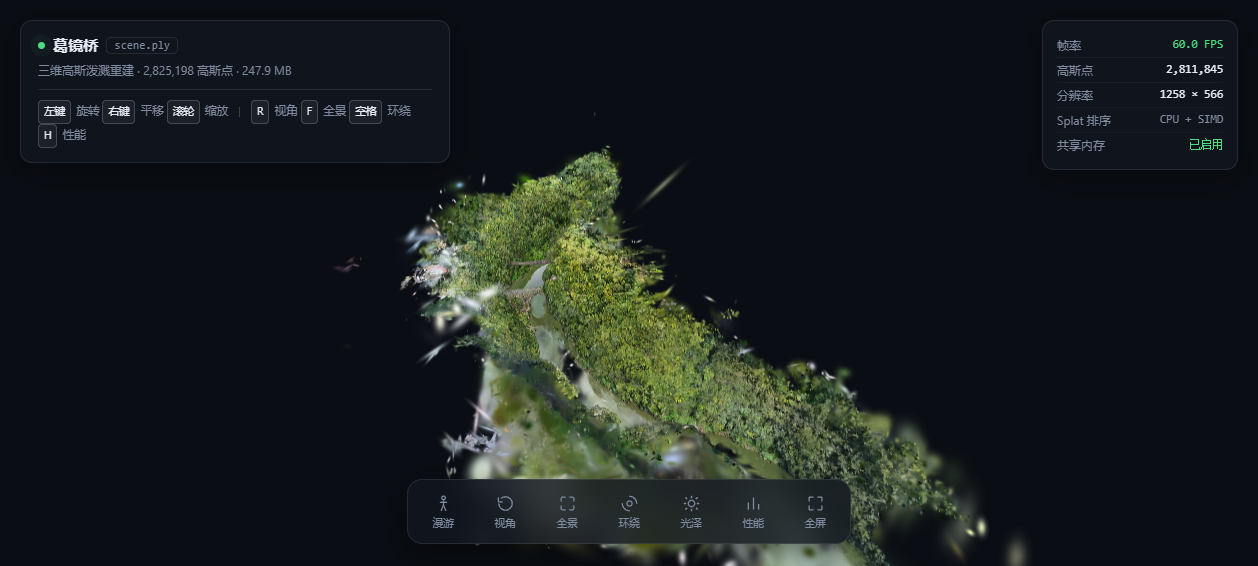 葛镜桥 scene.ply
三维高斯泼溅重建 · 2,825,198 高斯点 · 247.9 MB
左键 旋转 右键 平移 滚轮 缩放 | R 视角 F 全景 空格 环绕
H 性能
帧率 60.0 FPS
高斯点 2,811,845
分辨率 1258 × 566
Splat 排序 CPU + SIMD
共享内存 已启用
漫游 视角 全景 环绕 光泽 性能 全屏